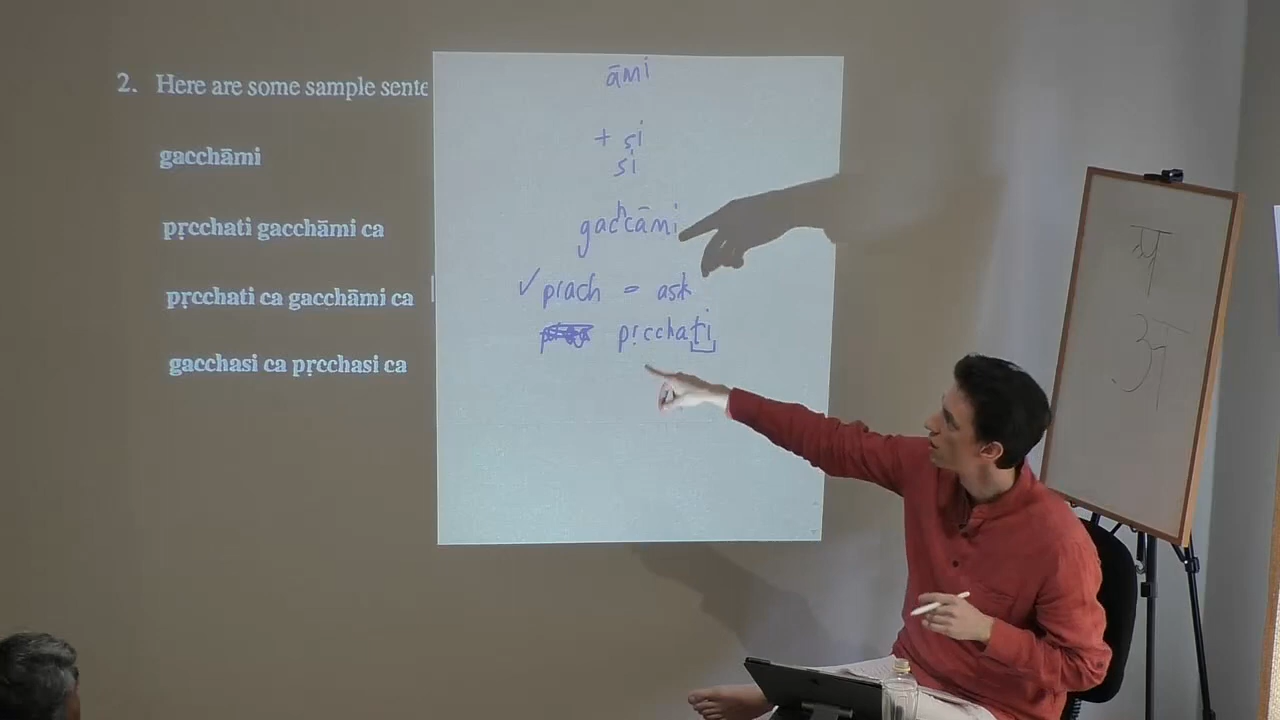 2. Here are some sample sente
gacchāmi
pṛcchati gacchāmi ca
pṛcchati ca gacchāmi ca
gacchasi ca pṛcchasi ca
āmi
+ ṣi
si
gacchāmi
√prach = ask
pṛcchati
अ